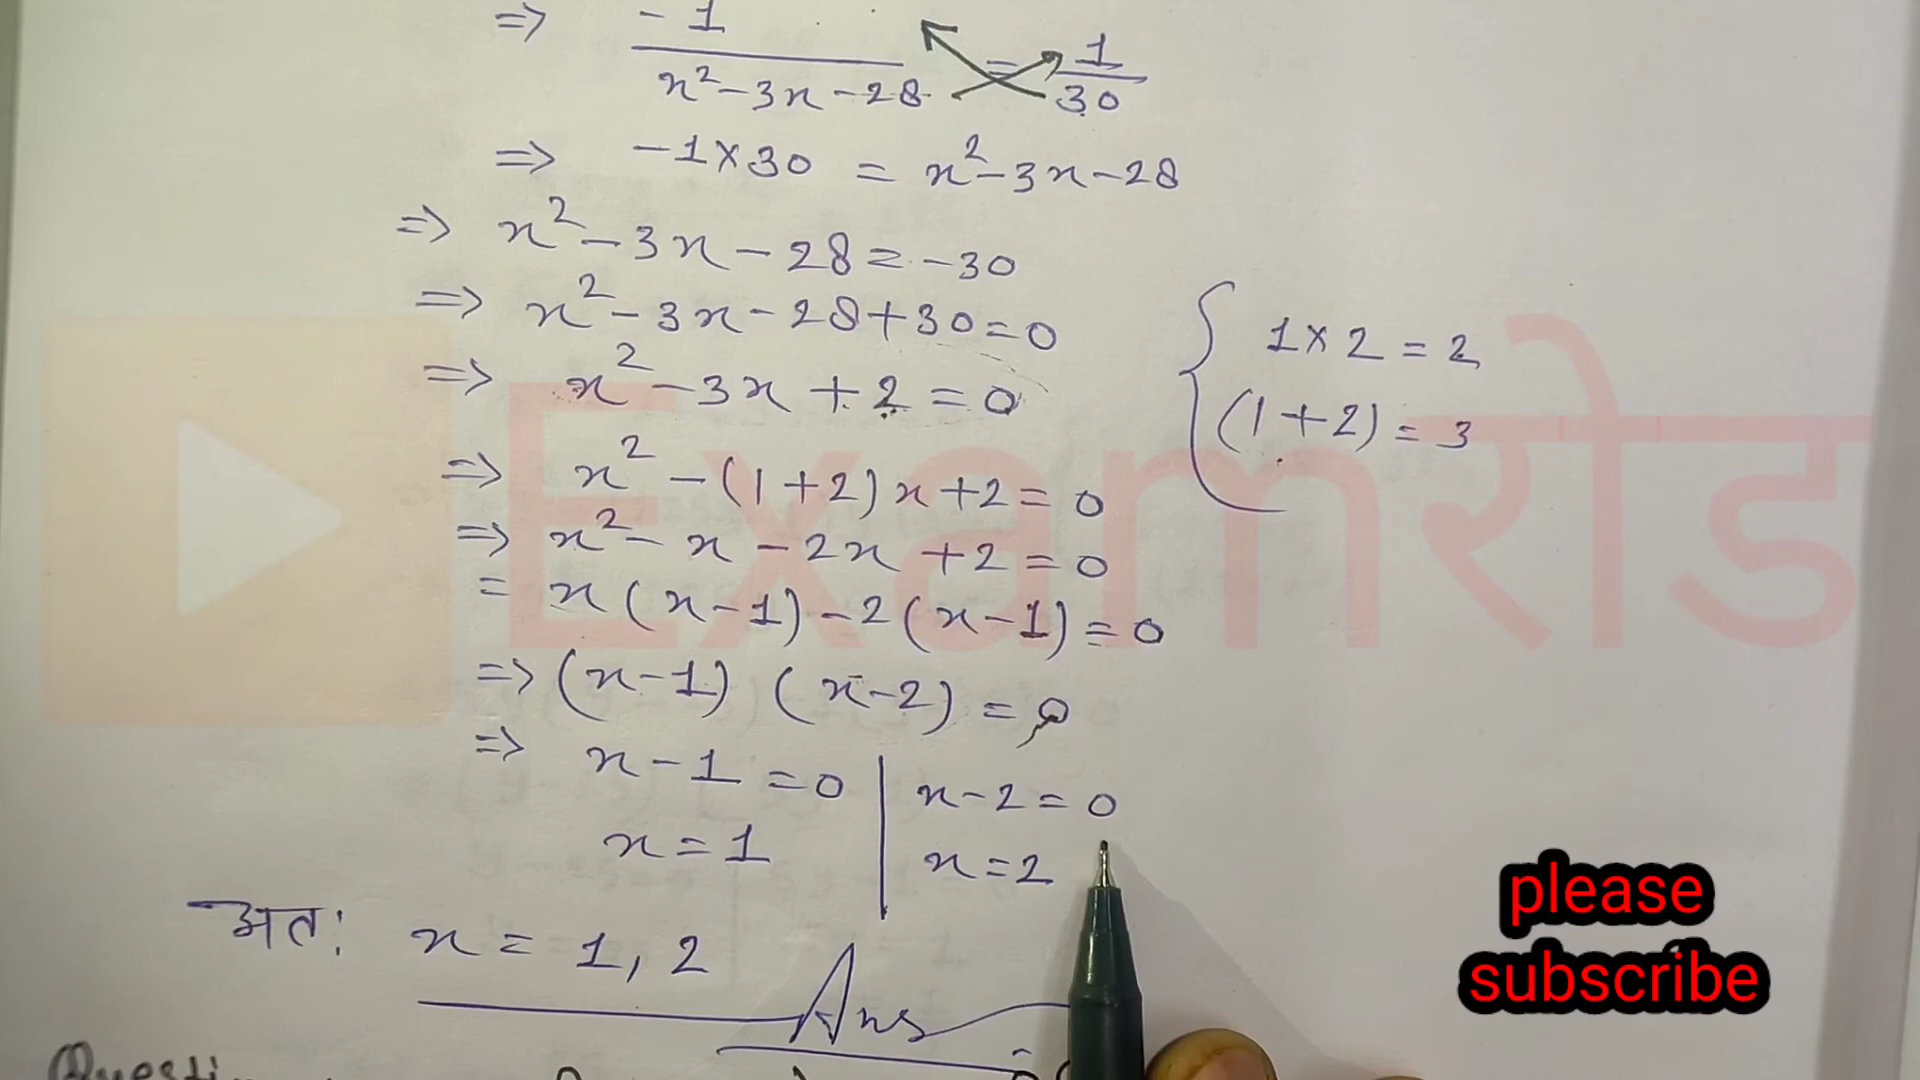 ⇒ -1 / x²-3x-28 = 1 / 30
⇒ -1×30 = x²-3x-28
⇒ x²-3x-28=-30
⇒ x²-3x-28+30=0
⇒ x²-3x+2=0
1×2=2
(1+2)=3
⇒ x²-(1+2)x+2=0
⇒ x²-x-2x+2=0
= x(x-1)-2(x-1)=0
⇒ (x-1) (x-2)=0
⇒ x-1=0 | x-2=0
x=1 | x=2
अतः x=1,2
Ans
Examरोड
please
subscribe